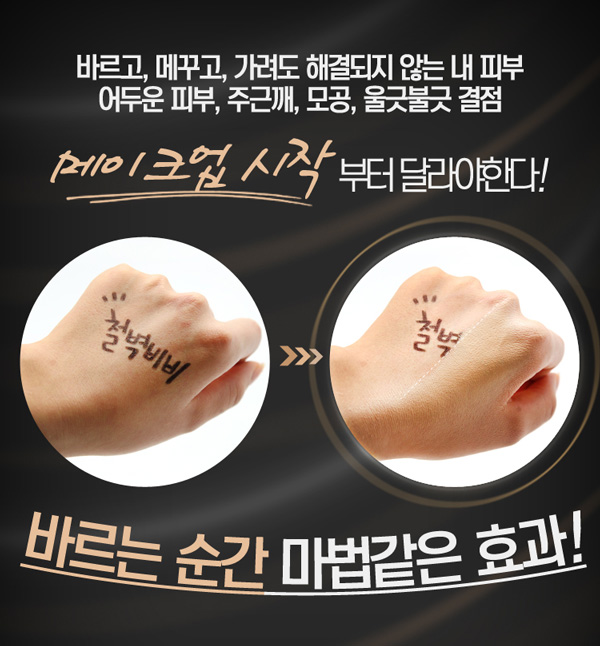 바르고, 메꾸고, 가려도 해결되지 않는 내 피부
어두운 피부, 주근깨, 모공, 울긋불긋 결점
메이크업 시작 부터 달라야한다!
철벽비비
철벽
바르는 순간 마법같은 효과!